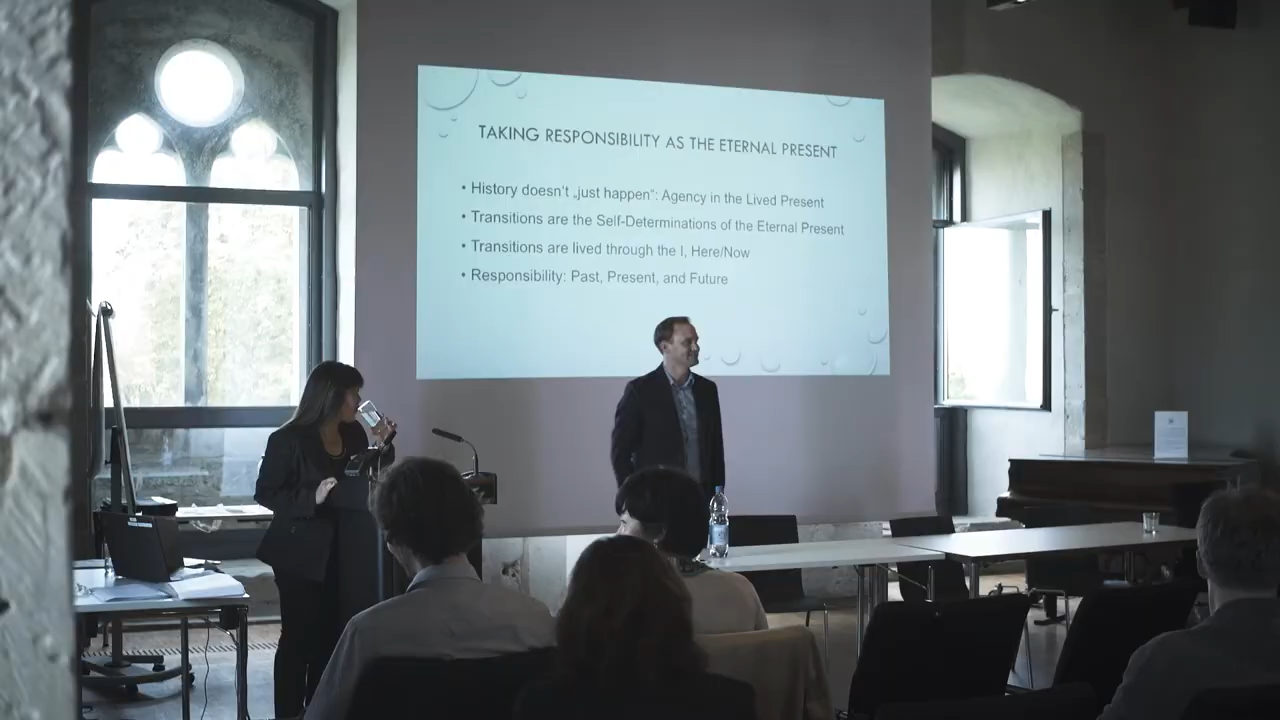 TAKING RESPONSIBILITY AS THE ETERNAL PRESENT
• History doesn't „just happen“: Agency in the Lived Present
• Transitions are the Self-Determinations of the Eternal Present
• Transitions are lived through the I, Here/Now
• Responsibility: Past, Present, and Future